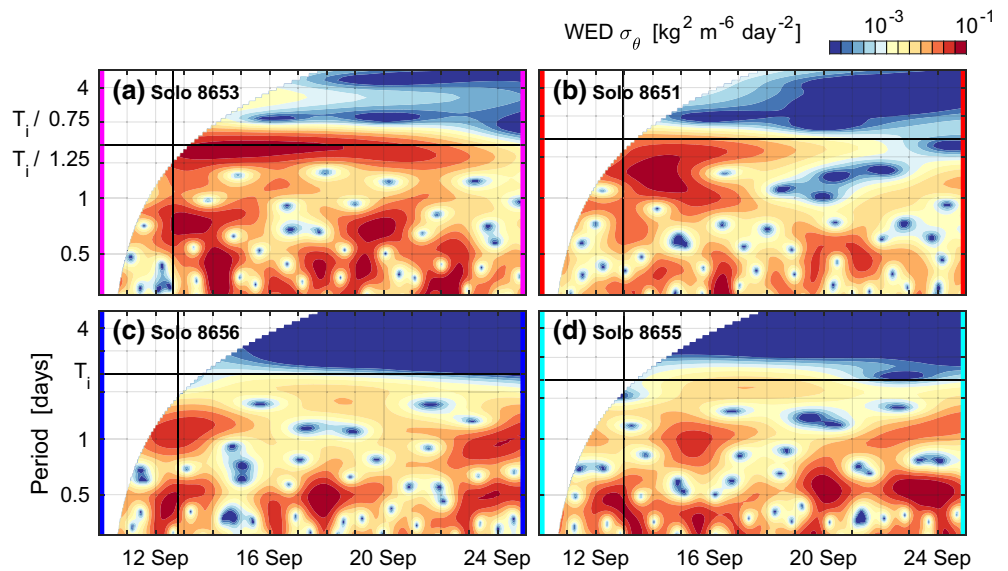 WED σθ [kg² m⁻⁶ day⁻²]
10⁻³ 10⁻¹
(a) Solo 8653
(b) Solo 8651
4
Tᵢ / 0.75
Tᵢ / 1.25
1
0.5
(c) Solo 8656
(d) Solo 8655
4
Tᵢ
1
0.5
Period [days]
12 Sep 16 Sep 20 Sep 24 Sep
12 Sep 16 Sep 20 Sep 24 Sep